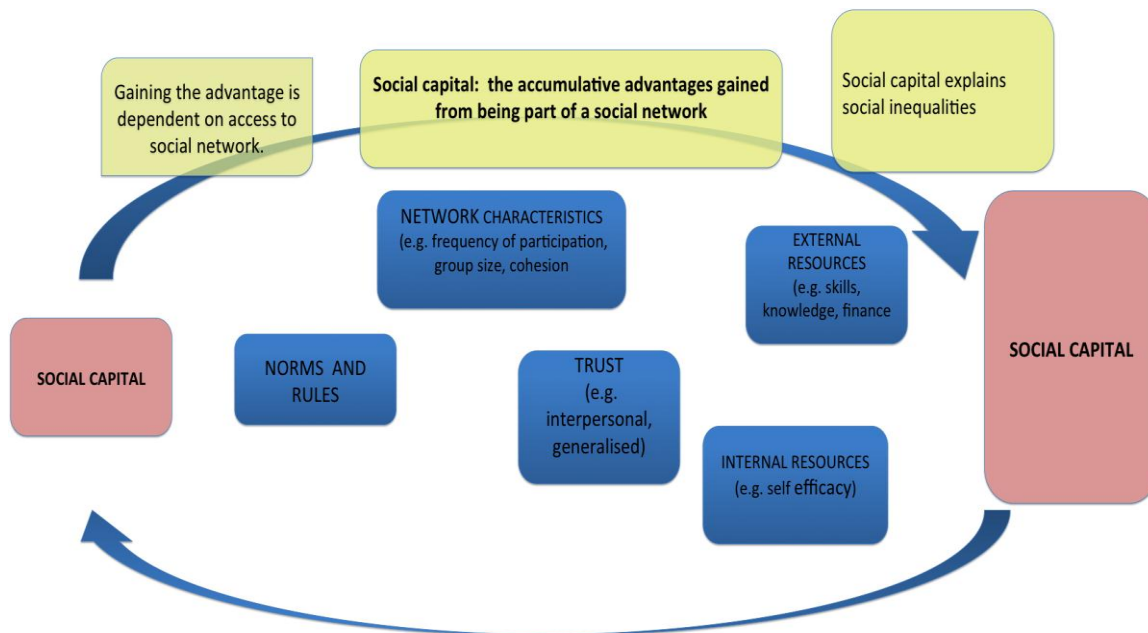 Gaining the advantage is
dependent on access to
social network.
Social capital:  the accumulative advantages gained
from being part of a social network
Social capital explains
social inequalities
NETWORK CHARACTERISTICS
(e.g. frequency of participation,
group size, cohesion
EXTERNAL
RESOURCES
(e.g. skills,
knowledge, finance
SOCIAL CAPITAL
NORMS  AND
RULES
TRUST
(e.g.
interpersonal,
generalised)
INTERNAL RESOURCES
(e.g. self efficacy)
SOCIAL CAPITAL